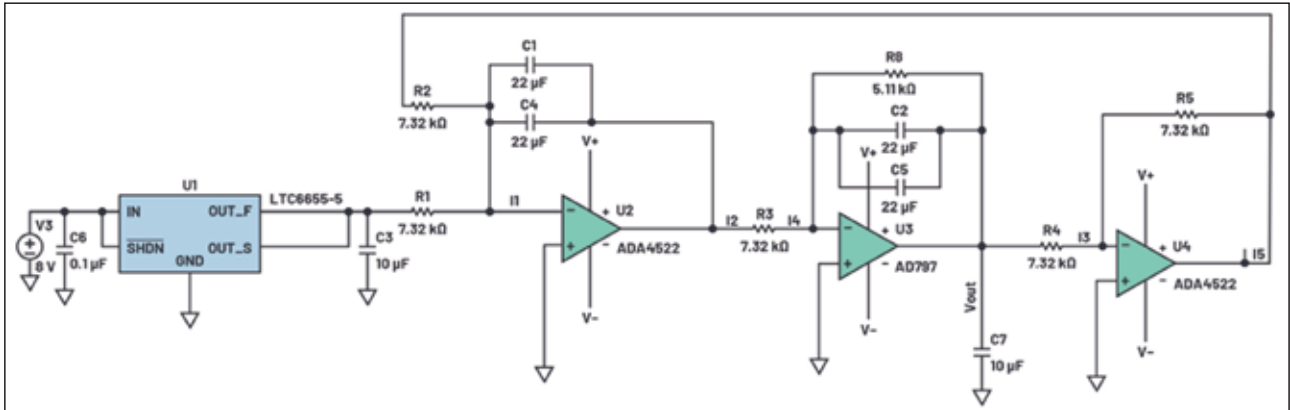 C1
22 µF
R2
7.32 kΩ
C4
22 µF
V+
R8
5.11 kΩ
C2
22 µF
V+
C5
22 µF
R5
7.32 kΩ
V+
U1
LTC6655-5
IN
OUT_F
SHDN
OUT_S
GND
V3
8 V
C6
0.1 µF
C3
10 µF
R1
7.32 kΩ
I1
−
+
+
−
U2
ADA4522
V−
I2
R3
7.32 kΩ
I4
−
+
+
−
U3
AD797
V−
Vout
C7
10 µF
R4
7.32 kΩ
I3
−
+
+
−
U4
ADA4522
V−
I5